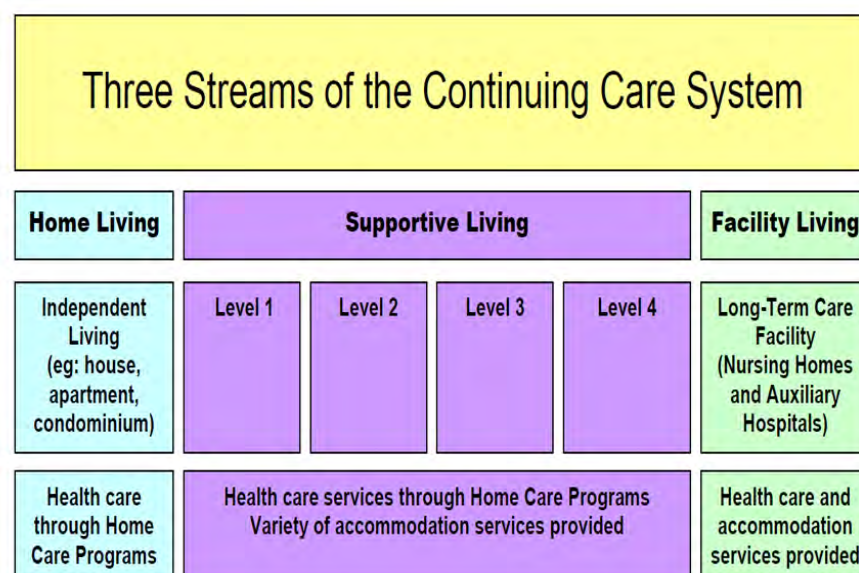 Three Streams of the Continuing Care System
Home Living
Supportive Living
Facility Living
Independent
Living
(eg: house,
apartment,
condominium)
Level 1
Level 2
Level 3
Level 4
Long-Term Care
Facility
(Nursing Homes
and Auxiliary
Hospitals)
Health care
through Home
Care Programs
Health care services through Home Care Programs
Variety of accommodation services provided
Health care and
accommodation
services provided